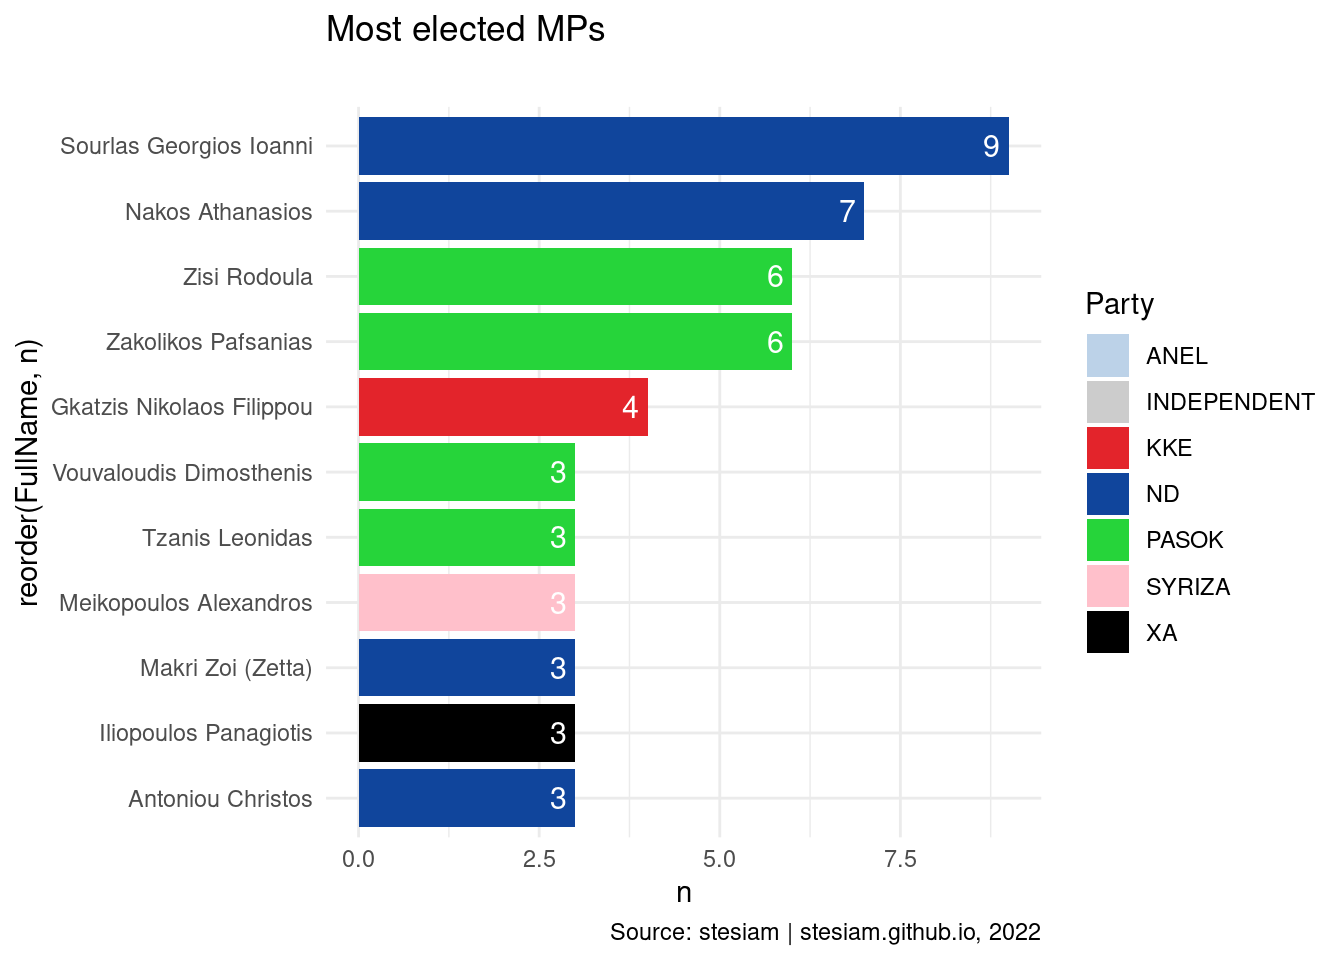 Most elected MPs
reorder(FullName, n)
Sourlas Georgios Ioanni
9
Nakos Athanasios
7
Zisi Rodoula
6
Zakolikos Pafsanias
6
Gkatzis Nikolaos Filippou
4
Vouvaloudis Dimosthenis
3
Tzanis Leonidas
3
Meikopoulos Alexandros
3
Makri Zoi (Zetta)
3
Iliopoulos Panagiotis
3
Antoniou Christos
3
0.0 2.5 5.0 7.5
n
Party
ANEL
INDEPENDENT
KKE
ND
PASOK
SYRIZA
XA
Source: stesiam | stesiam.github.io, 2022